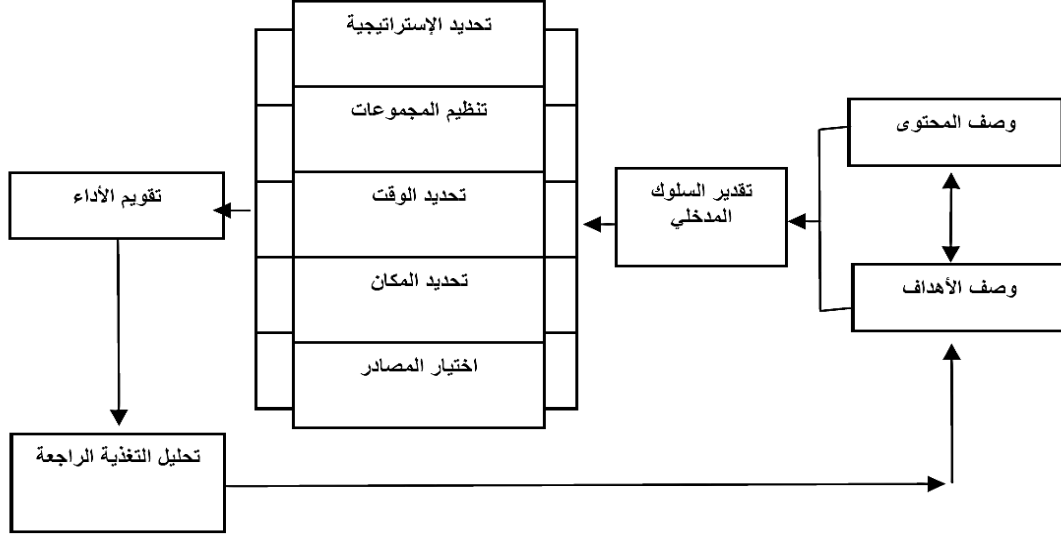 وصف المحتوى
وصف الأهداف
تقدير السلوك
المدخلي
تحديد الإستراتيجية
تنظيم المجموعات
تحديد الوقت
تحديد المكان
اختيار المصادر
تقويم الأداء
تحليل التغذية الراجعة